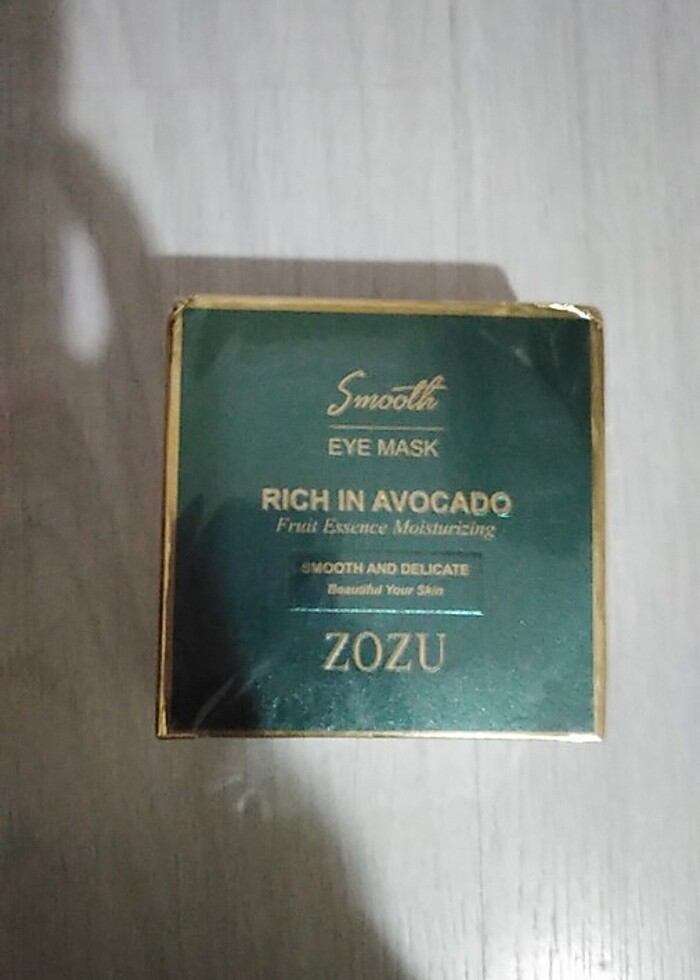 Smooth
EYE MASK
RICH IN AVOCADO
Fruit Essence Moisturizing
SMOOTH AND DELICATE
Beautiful Your Skin
ZOZU